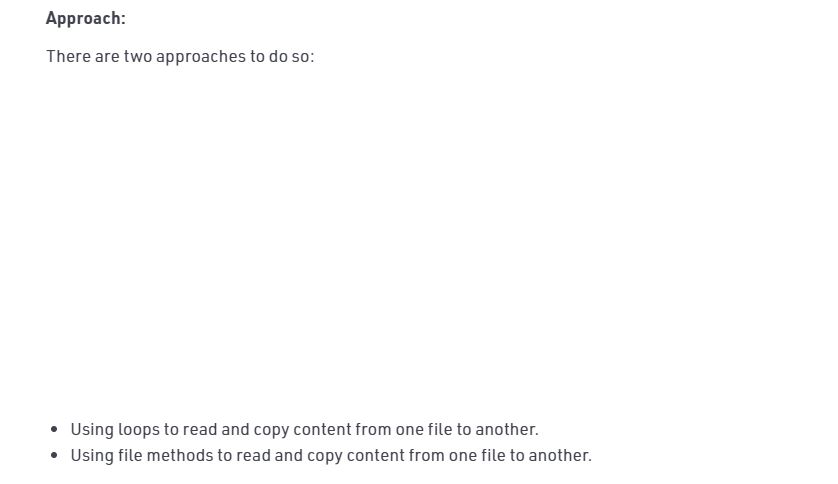 Approach:
There are two approaches to do so:
Using loops to read and copy content from one file to another.
Using file methods to read and copy content from one file to another.